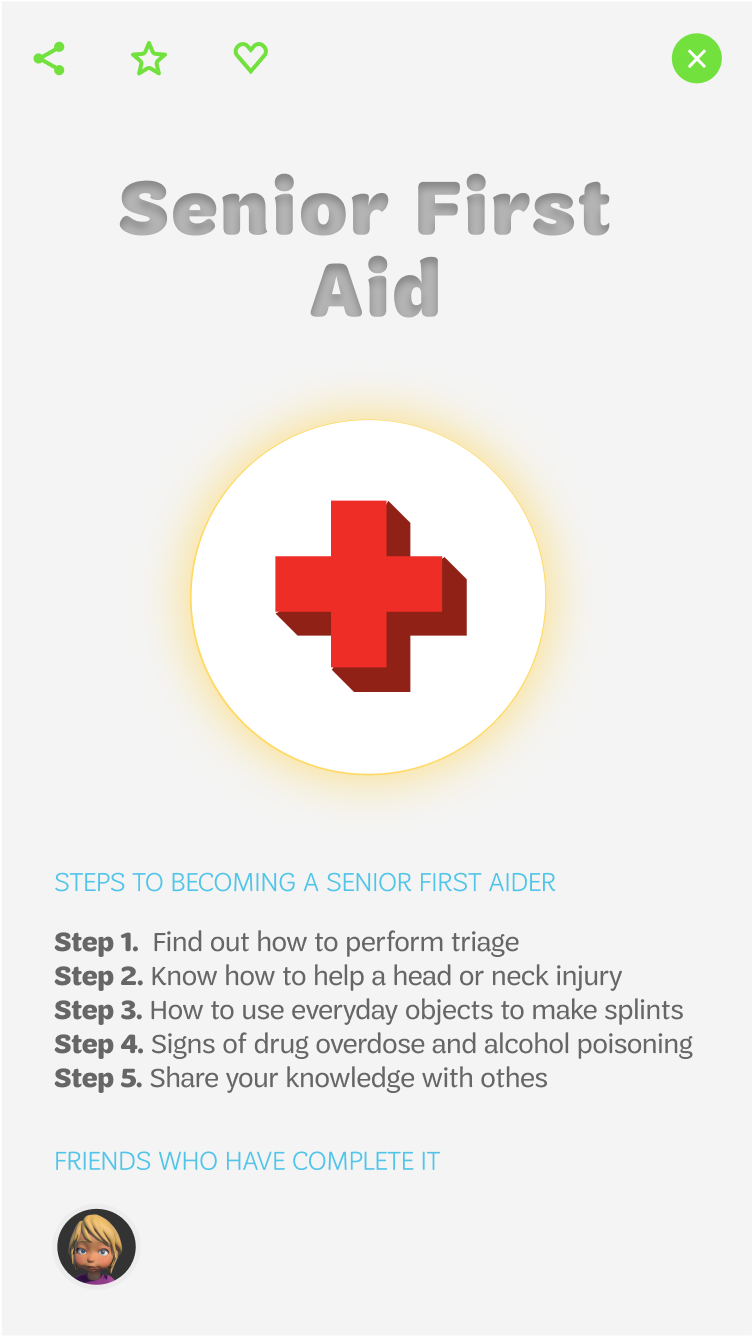 Senior First
Aid
STEPS TO BECOMING A SENIOR FIRST AIDER
Step 1. Find out how to perform triage
Step 2. Know how to help a head or neck injury
Step 3. How to use everyday objects to make splints
Step 4. Signs of drug overdose and alcohol poisoning
Step 5. Share your knowledge with othes
FRIENDS WHO HAVE COMPLETE IT